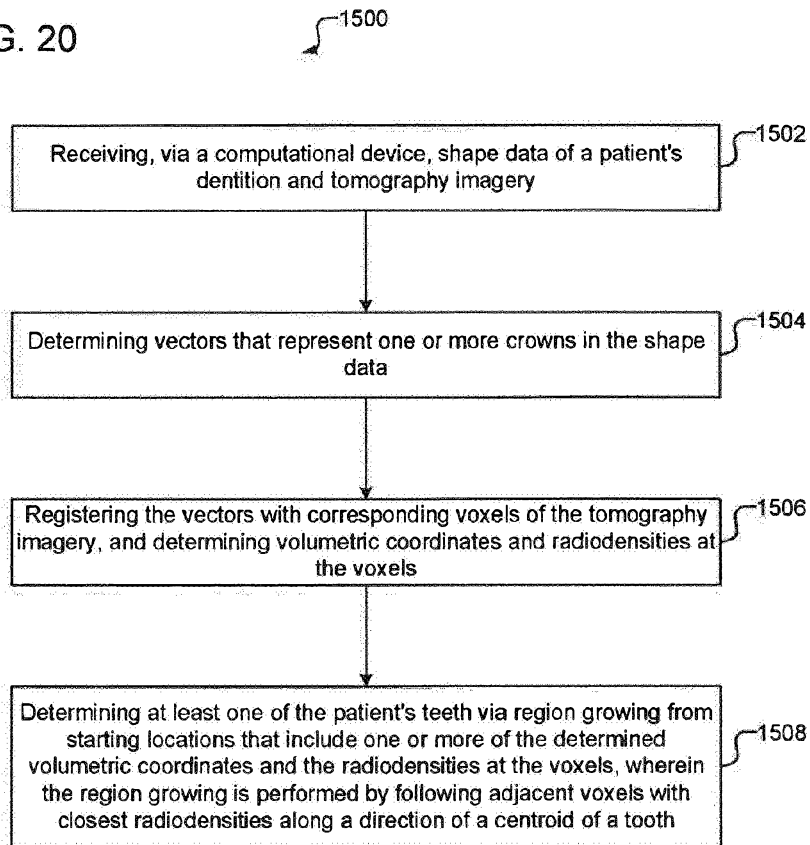 G. 20
1500
Receiving, via a computational device, shape data of a patient's
dentition and tomography imagery
1502
Determining vectors that represent one or more crowns in the shape
data
1504
Registering the vectors with corresponding voxels of the tomography
imagery, and determining volumetric coordinates and radiodensities at
the voxels
1506
Determining at least one of the patient's teeth via region growing from
starting locations that include one or more of the determined
volumetric coordinates and the radiodensities at the voxels, wherein
the region growing is performed by following adjacent voxels with
closest radiodensities along a direction of a centroid of a tooth
1508